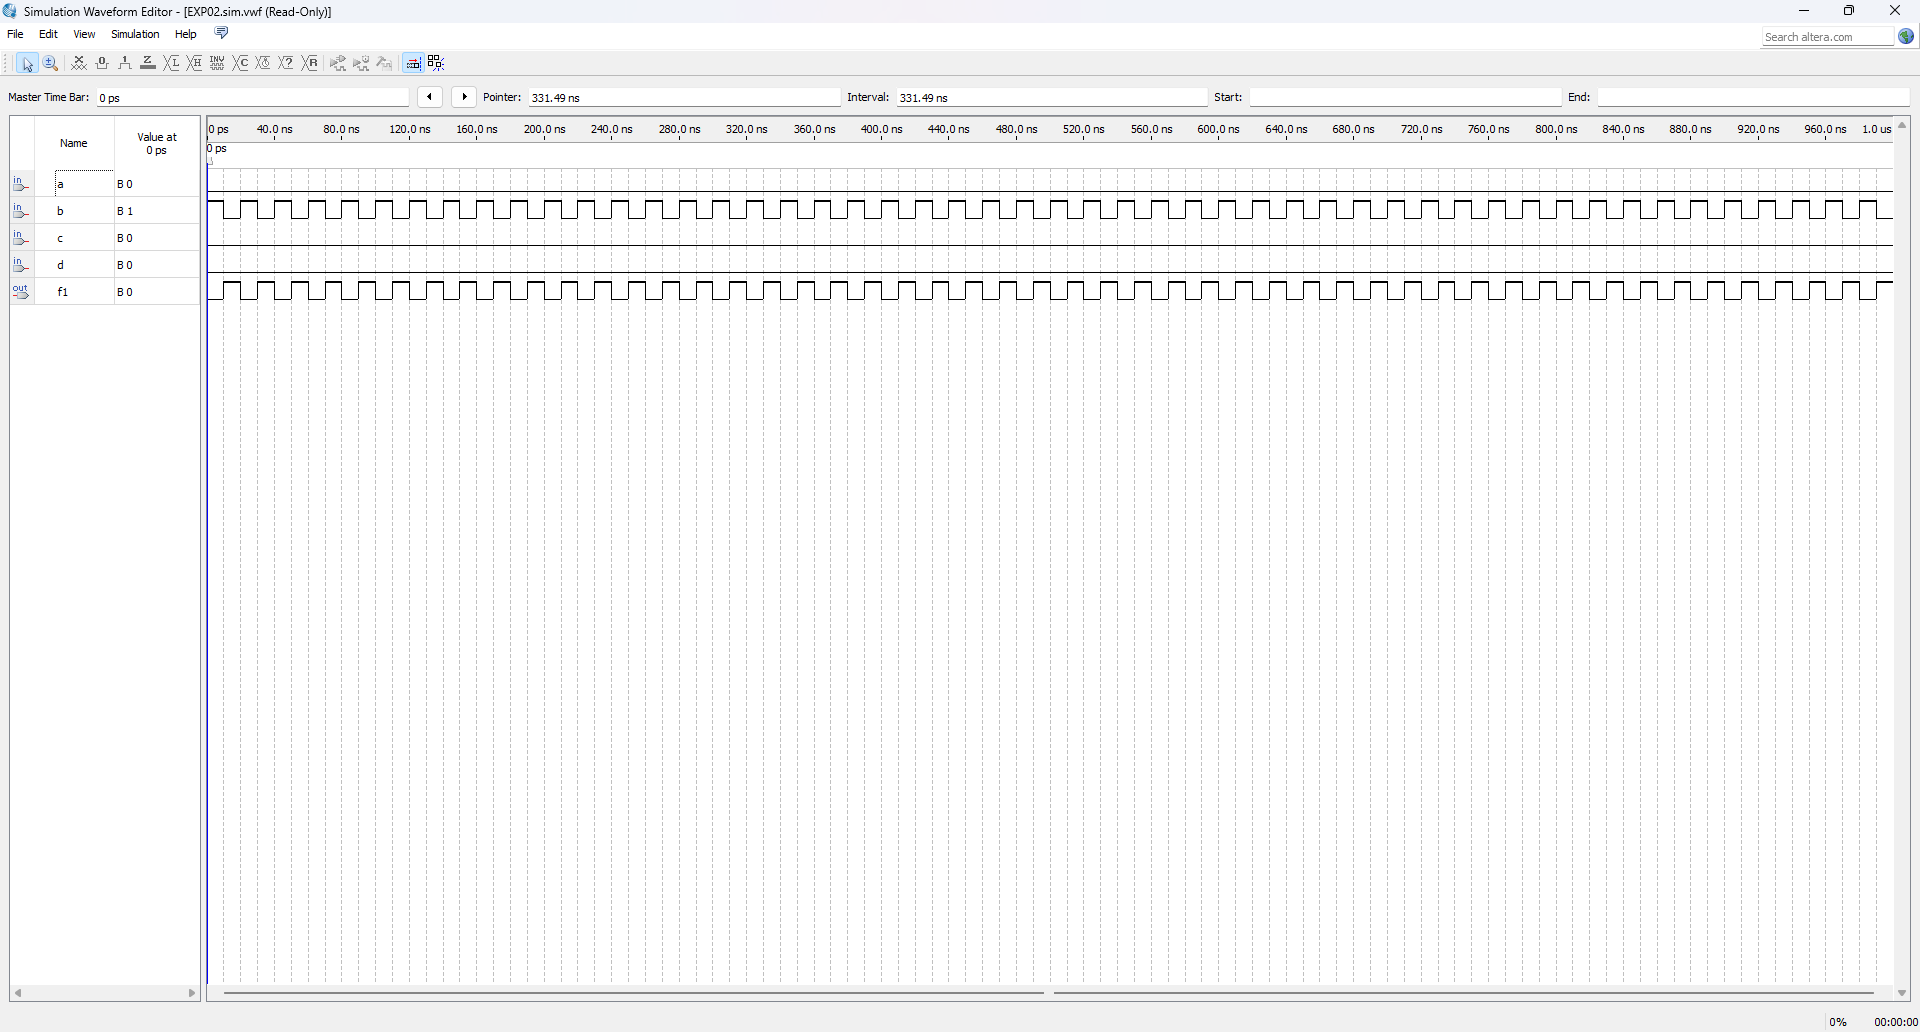 Simulation Waveform Editor - [EXP02.sim.vwf (Read-Only)]
File Edit View Simulation Help
Search altera.com
Master Time Bar: 0 ps Pointer: 331.49 ns Interval: 331.49 ns Start: End:
Name Value at 0 ps
0 ps 40.0 ns 80.0 ns 120.0 ns 160.0 ns 200.0 ns 240.0 ns 280.0 ns 320.0 ns 360.0 ns 400.0 ns 440.0 ns 480.0 ns 520.0 ns 560.0 ns 600.0 ns 640.0 ns 680.0 ns 720.0 ns 760.0 ns 800.0 ns 840.0 ns 880.0 ns 920.0 ns 960.0 ns 1.0 us
0 ps
in a B 0
in b B 1
in c B 0
in d B 0
out f1 B 0
0% 00:00:00